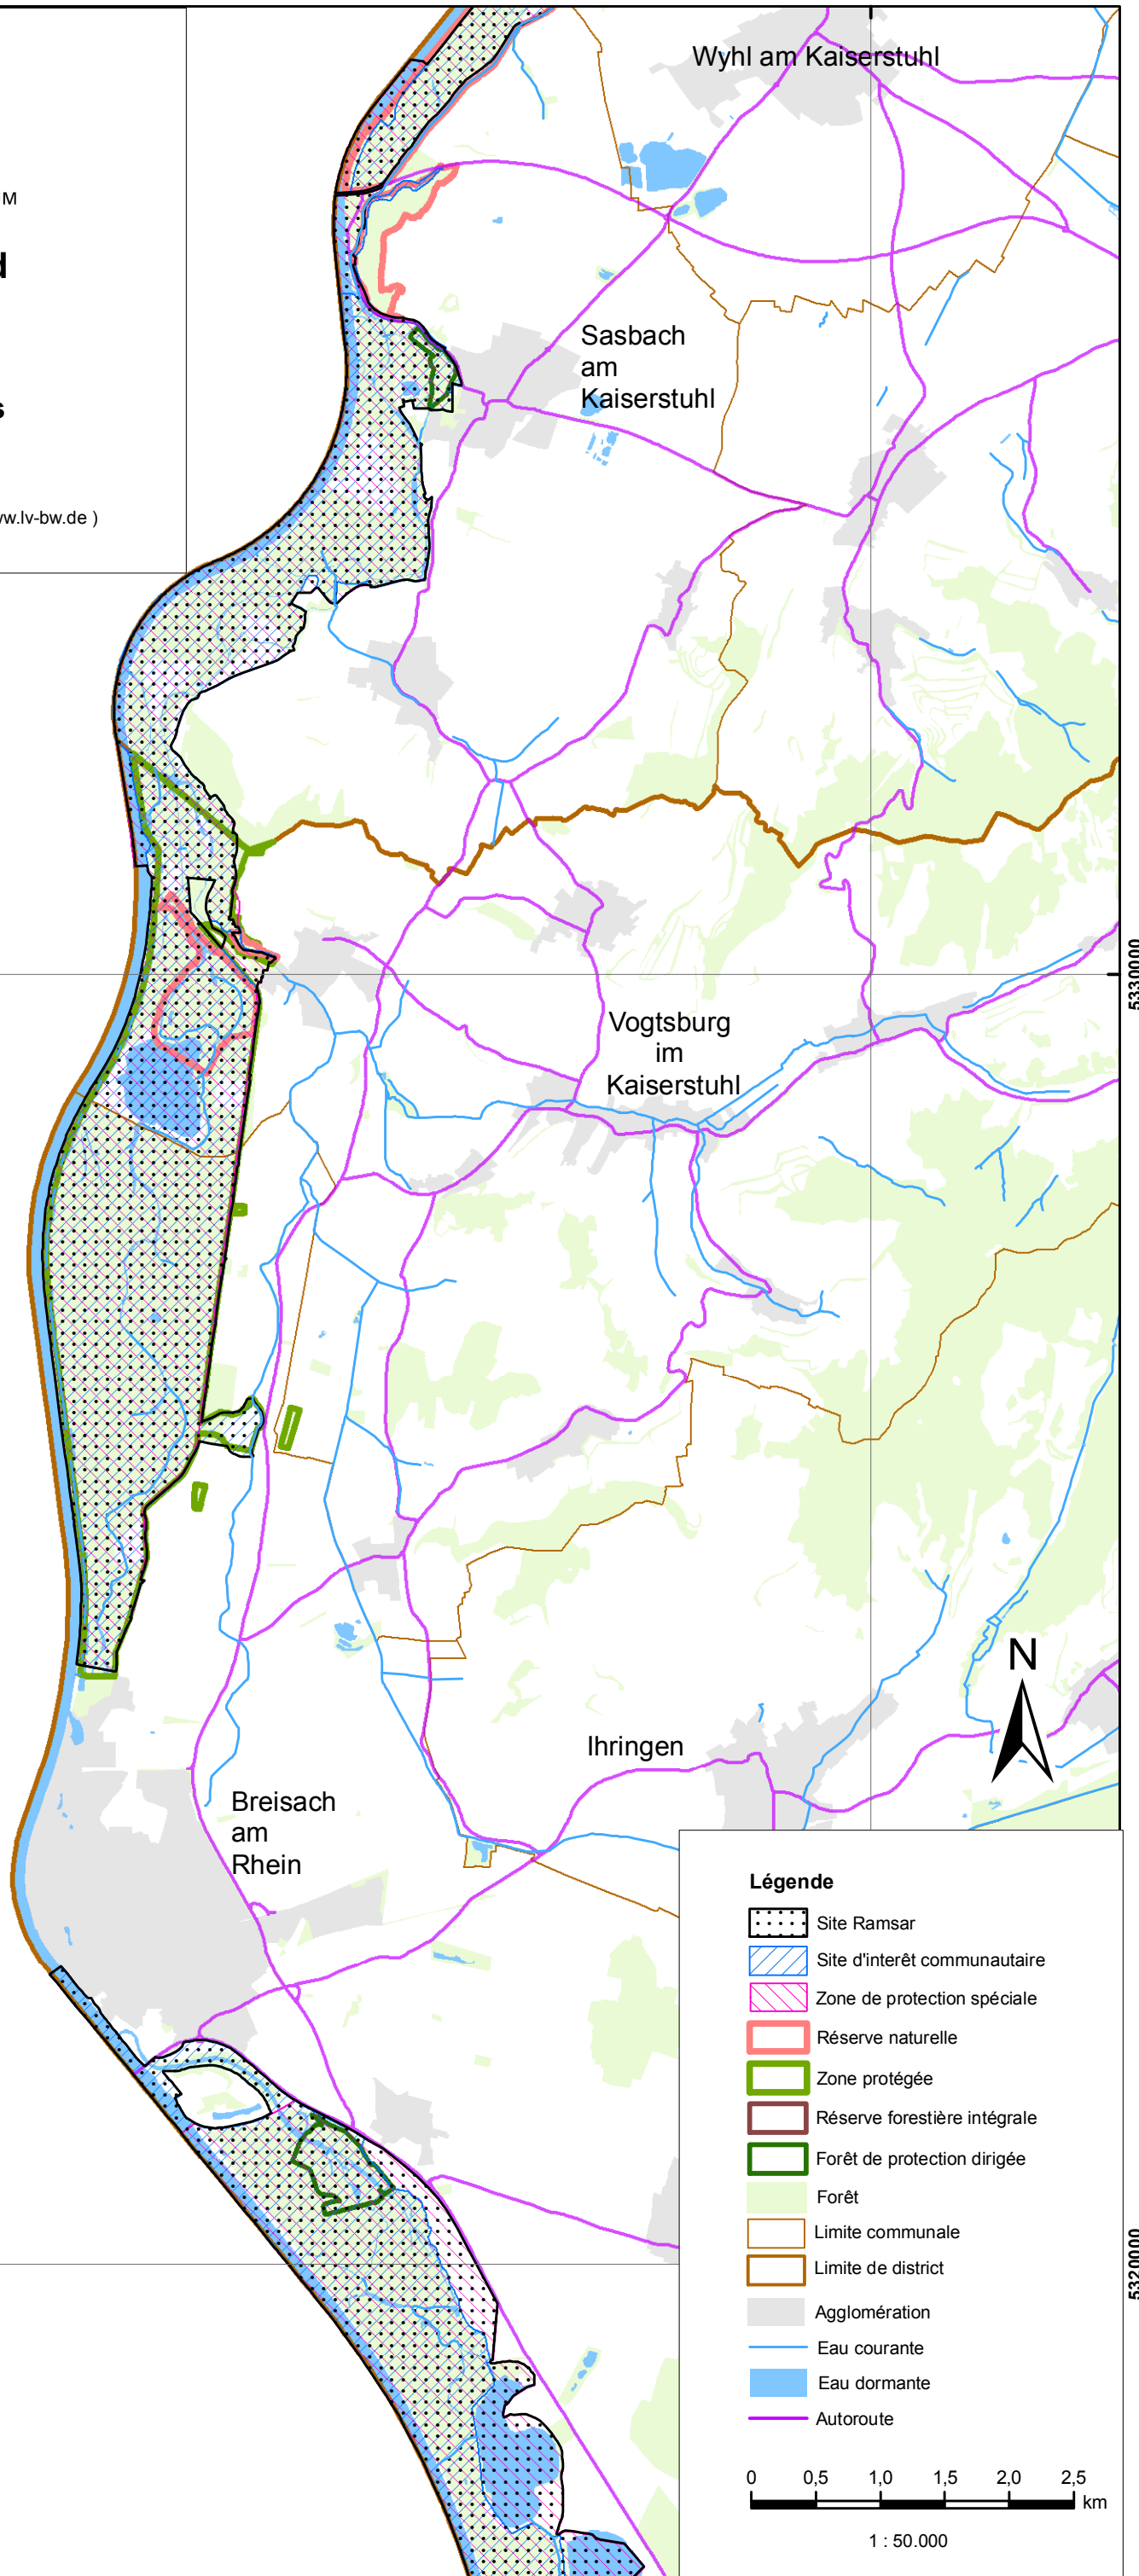 M
d
s
ww.lv-bw.de )
Wyhl am Kaiserstuhl
Sasbach
am
Kaiserstuhl
5330000
Vogtsburg
im
Kaiserstuhl
N
Ihringen
Breisach
am
Rhein
5320000
Légende
Site Ramsar
Site d'interêt communautaire
Zone de protection spéciale
Réserve naturelle
Zone protégée
Réserve forestière intégrale
Forêt de protection dirigée
Forêt
Limite communale
Limite de district
Agglomération
Eau courante
Eau dormante
Autoroute
0 0,5 1,0 1,5 2,0 2,5
km
1 : 50.000